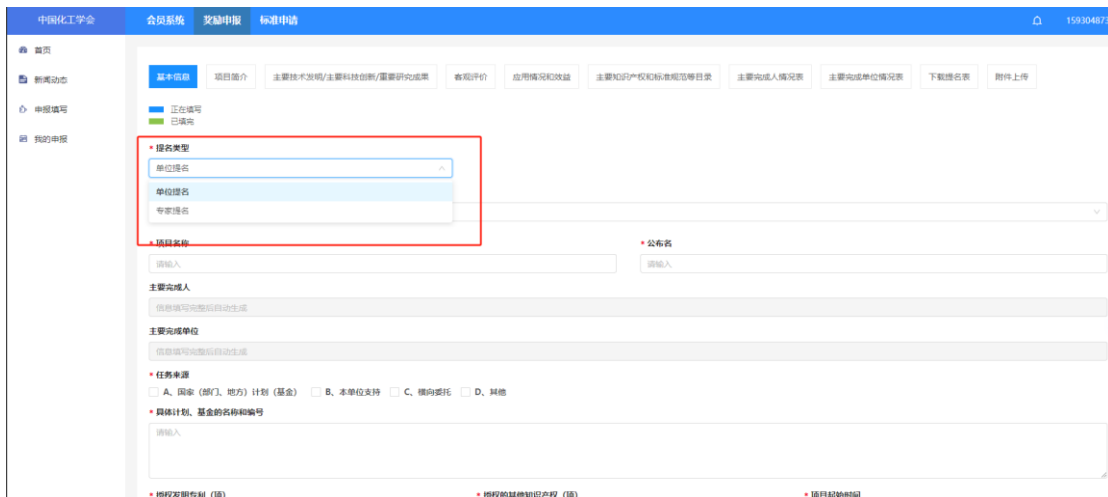 中国化工学会 会员系统 奖励申报 标准申请 159304873
首页
新闻动态
申报填写
我的申报
基本信息 项目简介 主要技术发明/主要科技创新/重要研究成果 客观评价 应用情况和效益 主要知识产权和标准规范等目录 主要完成人情况表 主要完成单位情况表 下载提名表 附件上传
正在填写
已填完
* 提名类型
单位提名
单位提名
专家提名
* 项目名称 * 公布名
请输入 请输入
主要完成人
信息填写完整后自动生成
主要完成单位
信息填写完整后自动生成
* 任务来源
A、国家（部门、地方）计划（基金） B、本单位支持 C、横向委托 D、其他
* 具体计划、基金的名称和编号
请输入
* 授权发明专利（项） * 授权的其他知识产权（项） * 项目起始时间